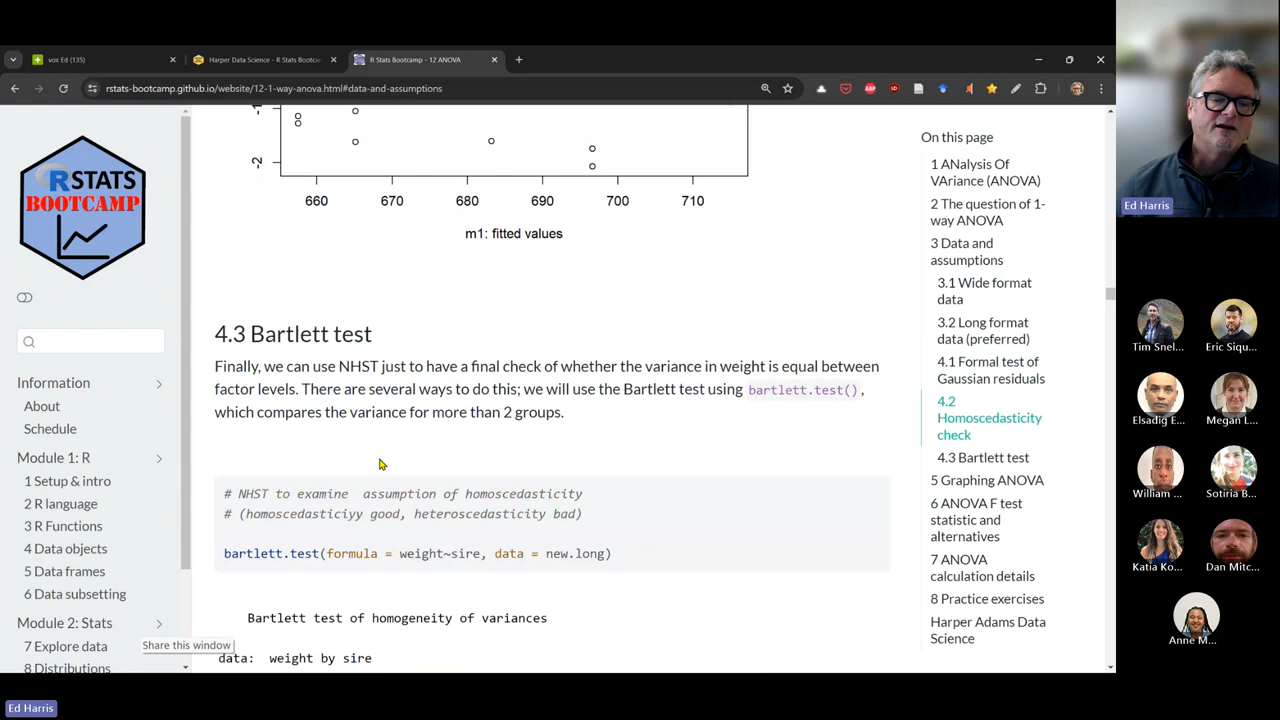 vox Ed (135)
Harper Data Science - R Stats Bootca
R Stats Bootcamp - 12 ANOVA
rstats-bootcamp.github.io/website/12-1-way-anova.html#data-and-assumptions
RSTATS
BOOTCAMP
Information
About
Schedule
Module 1: R
1 Setup & intro
2 R language
3 R Functions
4 Data objects
5 Data frames
6 Data subsetting
Module 2: Stats
7 Explore data
8 Distributions
Share this window
-1
-2
660 670 680 690 700 710
m1: fitted values
4.3 Bartlett test
Finally, we can use NHST just to have a final check of whether the variance in weight is equal between
factor levels. There are several ways to do this; we will use the Bartlett test using bartlett.test(),
which compares the variance for more than 2 groups.
# NHST to examine assumption of homoscedasticity
# (homoscedasticiyy good, heteroscedasticity bad)
bartlett.test(formula = weight~sire, data = new.long)
Bartlett test of homogeneity of variances
data: weight by sire
On this page
1 ANalysis Of
VAriance (ANOVA)
2 The question of 1-
way ANOVA
3 Data and
assumptions
3.1 Wide format
data
3.2 Long format
data (preferred)
4.1 Formal test of
Gaussian residuals
4.2
Homoscedasticity
check
4.3 Bartlett test
5 Graphing ANOVA
6 ANOVA F test
statistic and
alternatives
7 ANOVA
calculation details
8 Practice exercises
Harper Adams Data
Science
Ed Harris
Tim Snel...
Eric Siqu...
Elsadig E...
Megan L...
William ...
Sotiria B...
Katia Ko...
Dan Mitc...
Anne M...
Ed Harris